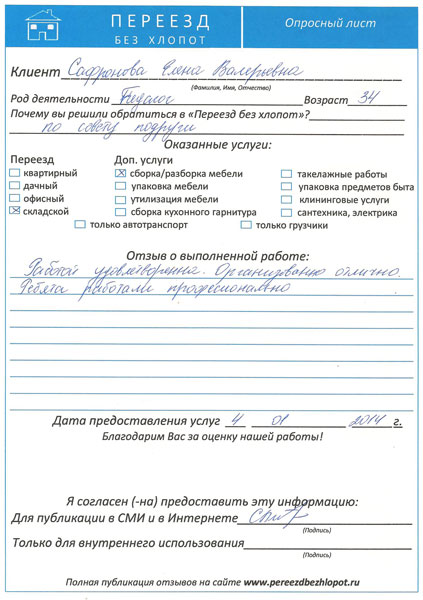 ПЕРЕЕЗД
БЕЗ ХЛОПОТ
Опросный лист
Клиент Сафронова Елена Валерьевна
(Фамилия, Имя, Отчество)
Род деятельности Педагог Возраст 34
Почему вы решили обратиться в «Переезд без хлопот»?
по совету подруги
Оказанные услуги:
Переезд Доп. услуги
квартирный сборка/разборка мебели такелажные работы
дачный упаковка мебели упаковка предметов быта
офисный утилизация мебели клининговые услуги
складской сборка кухонного гарнитура сантехника, электрика
только автотранспорт только грузчики
Отзыв о выполненной работе:
Работой удовлетворенна. Организованно отлично.
Ребята работали професионально
Дата предоставления услуг 4 01 2014 г.
Благодарим Вас за оценку нашей работы!
Я согласен (-на) предоставить эту информацию:
Для публикации в СМИ и в Интернете
(Подпись)
Только для внутреннего использования
(Подпись)
Полная публикация отзывов на сайте www.pereezdbezhlopot.ru